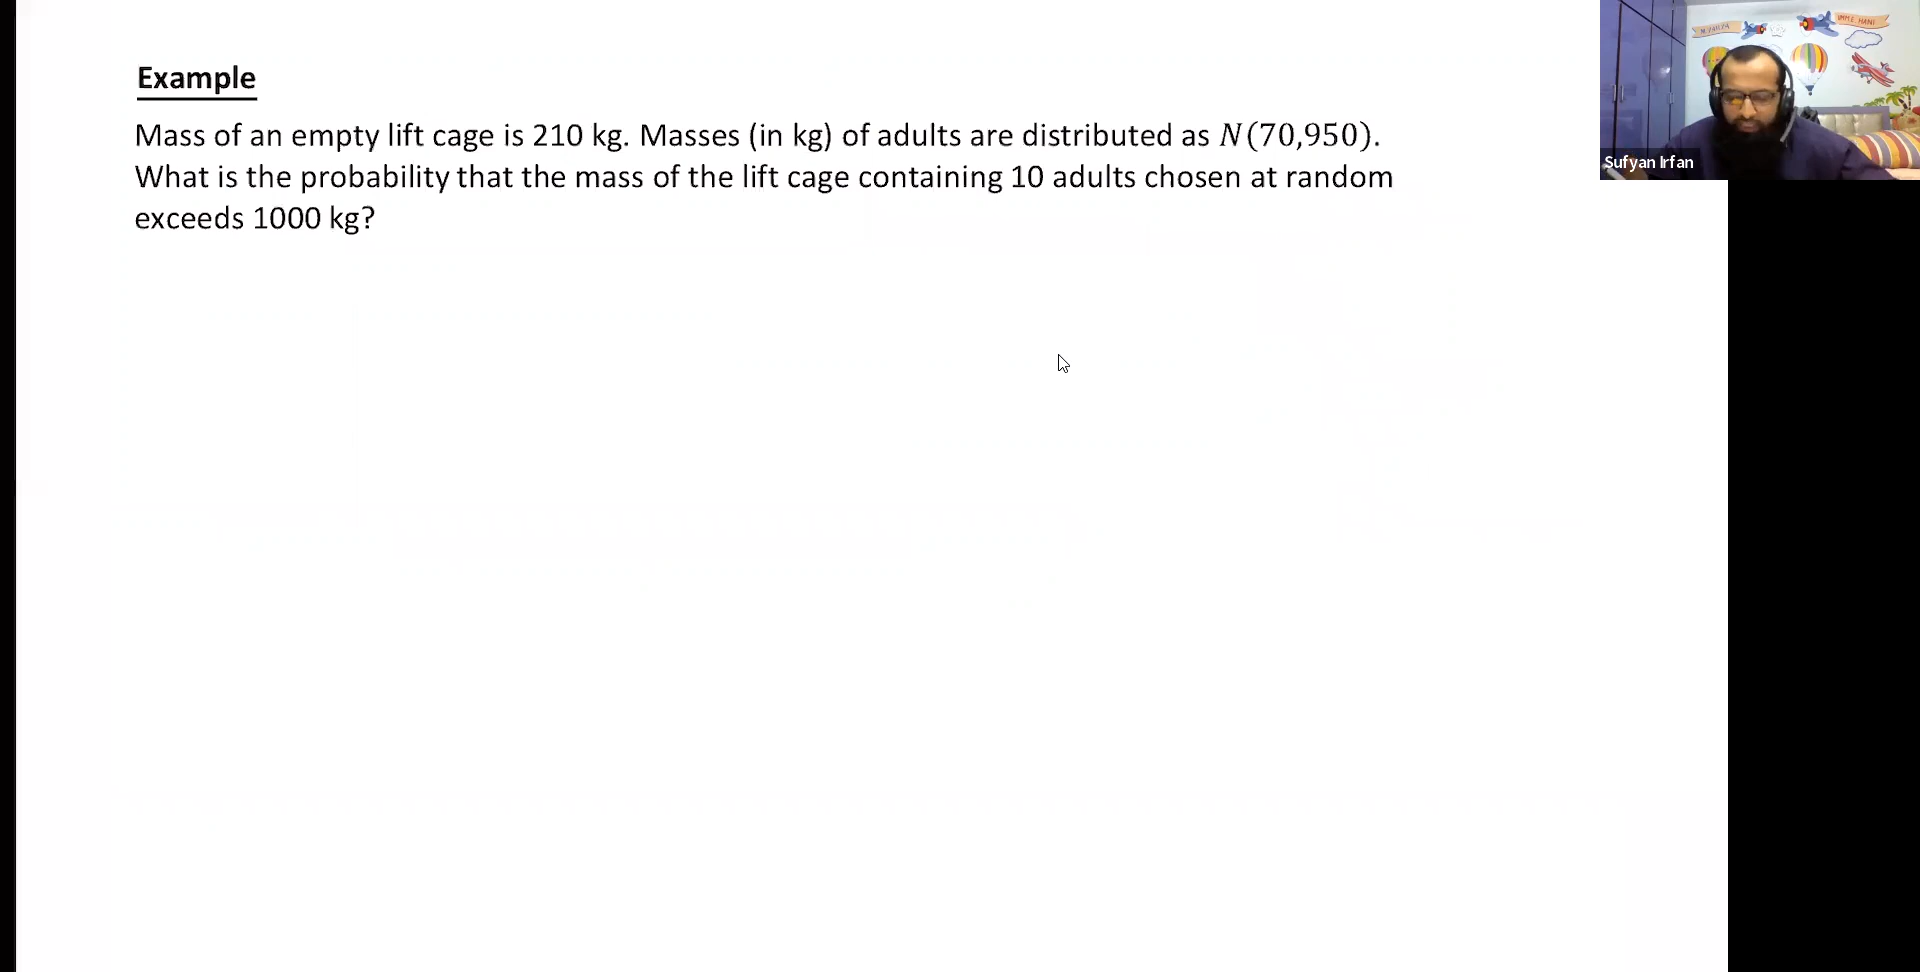 Example
Mass of an empty lift cage is 210 kg. Masses (in kg) of adults are distributed as N(70,950).
What is the probability that the mass of the lift cage containing 10 adults chosen at random
exceeds 1000 kg?
UMME HANI
Sufyan Irfan